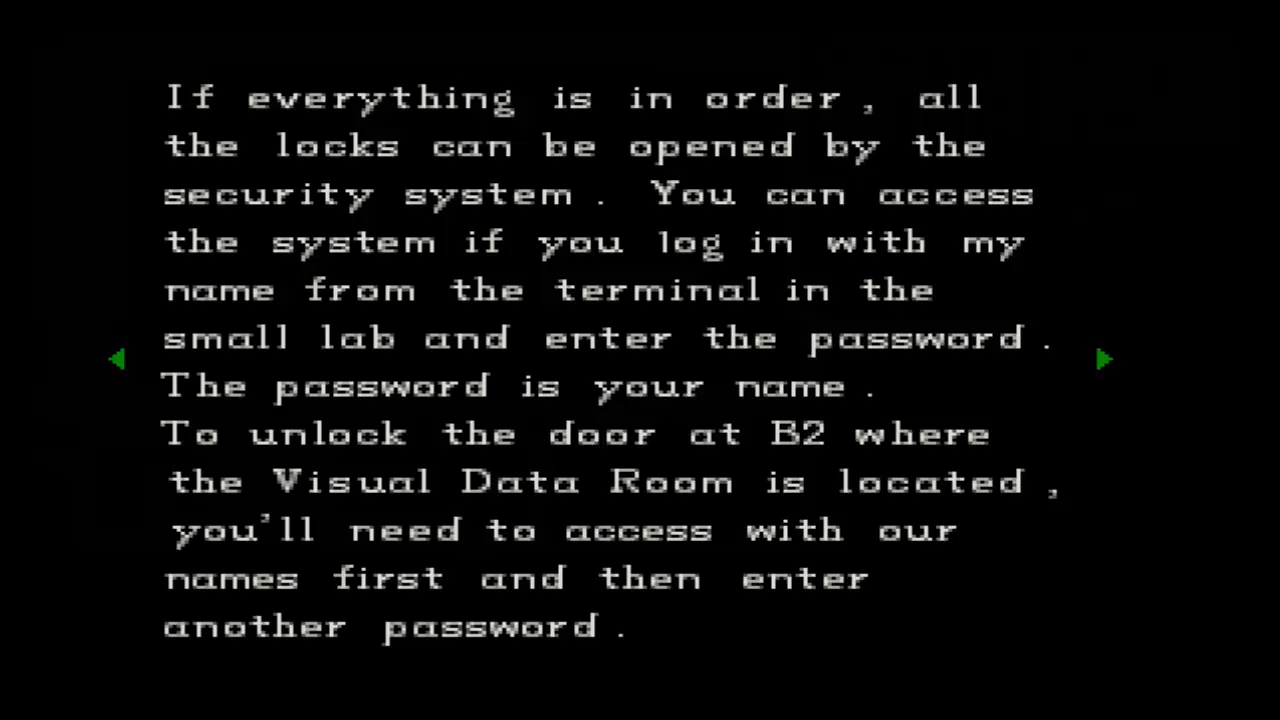 If everything is in order, all
the locks can be opened by the
security system. You can access
the system if you log in with my
name from the terminal in the
small lab and enter the password.
The password is your name.
To unlock the door at B2 where
the Visual Data Room is located,
you'll need to access with our
names first and then enter
another password.